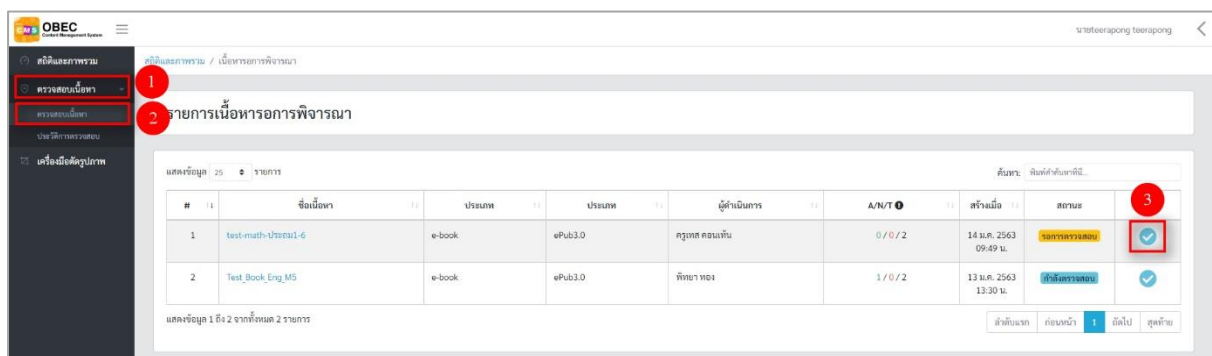 CMS OBEC
Content Management System
นายteerapong teerapong
สถิติและภาพรวม
สถิติและภาพรวม / เนื้อหารอการพิจารณา
ตรวจสอบเนื้อหา
1
ตรวจสอบเนื้อหา
2
รายการเนื้อหารอการพิจารณา
ประวัติการตรวจสอบ
เครื่องมือตัดรูปภาพ
แสดงข้อมูล 25 รายการ
ค้นหา: พิมพ์คำค้นหาที่นี่...
3
# ชื่อเนื้อหา ประเภท ประเภท ผู้ดำเนินการ A/N/T สร้างเมื่อ สถานะ
1 test-math-ประถม1-6 e-book ePub3.0 ครูเทส คอนเท้น 0 / 0 / 2 14 ม.ค. 2563 รอการตรวจสอบ
09:49 น.
2 Test_Book_Eng_M5 e-book ePub3.0 พิทยา ทอง 1 / 0 / 2 13 ม.ค. 2563 กำลังตรวจสอบ
13:30 น.
แสดงข้อมูล 1 ถึง 2 จากทั้งหมด 2 รายการ
ลำดับแรก ก่อนหน้า 1 ถัดไป สุดท้าย